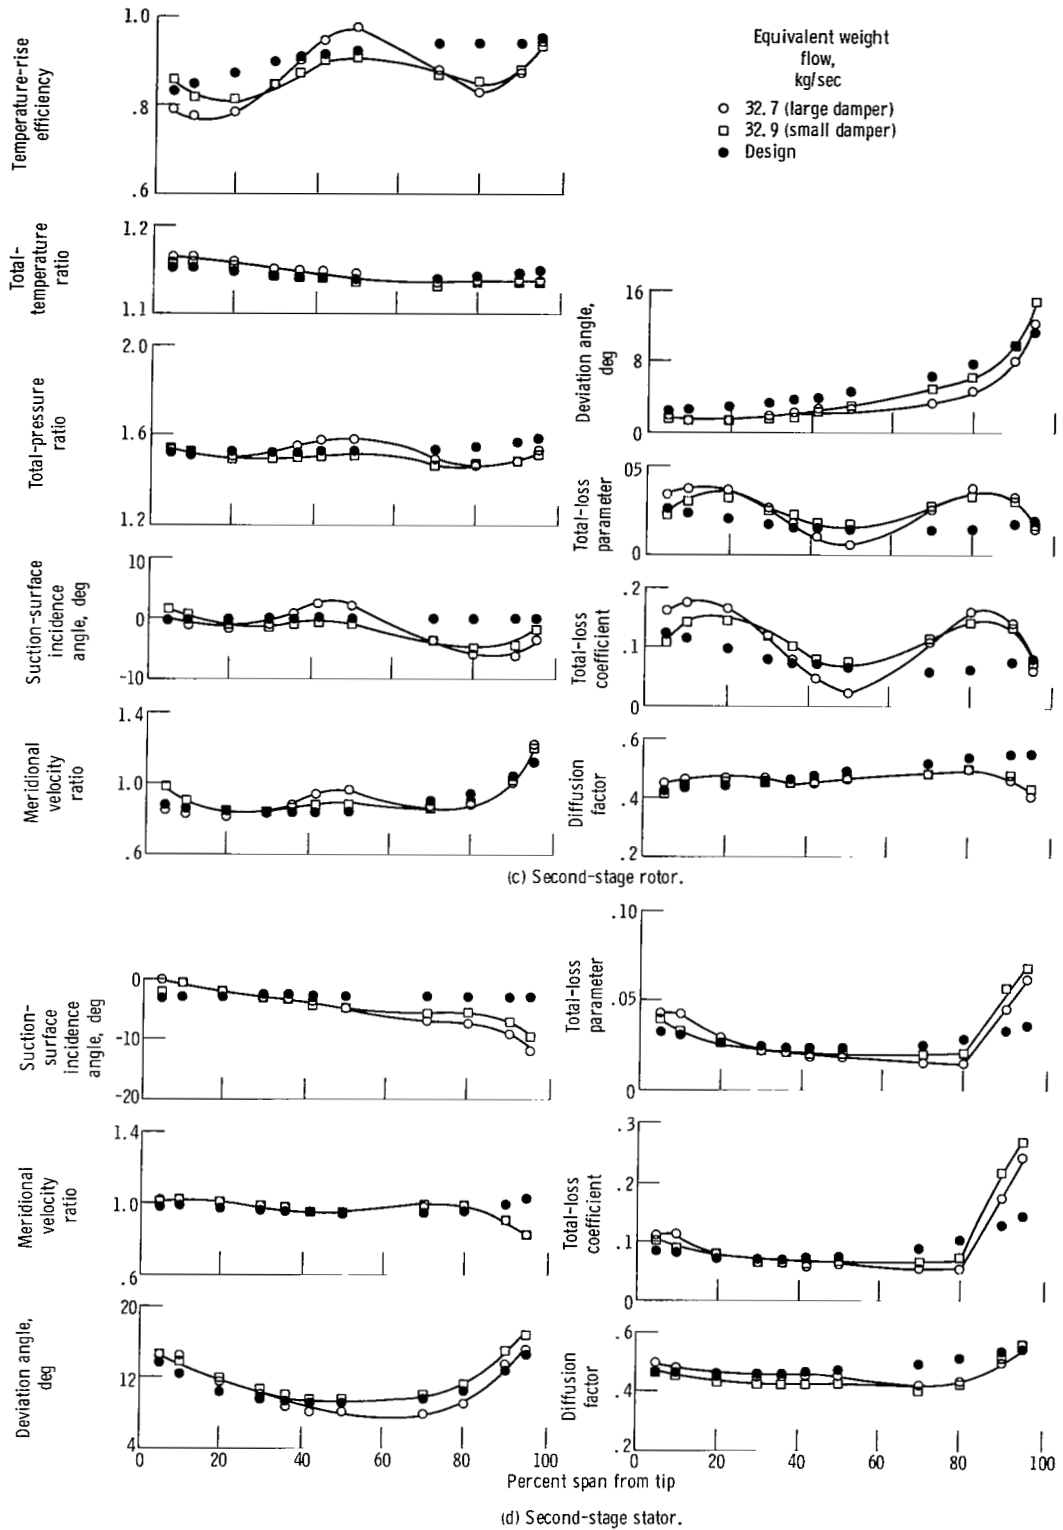 1.0
.8
.6
Temperature-rise
efficiency
Equivalent weight
flow,
kg/sec
32.7 (large damper)
32.9 (small damper)
Design
1.2
1.1
Total-
temperature
ratio
2.0
1.6
1.2
Total-pressure
ratio
10
0
-10
Suction-surface
incidence
angle, deg
1.4
1.0
.6
Meridional
velocity
ratio
16
8
0
Deviation angle,
deg
05
0
Total-loss
parameter
.2
.1
0
Total-loss
coefficient
.6
.4
.2
Diffusion
factor
(c) Second-stage rotor.
0
-10
-20
Suction-
surface
incidence
angle, deg
1.4
1.0
.6
Meridional
velocity
ratio
20
12
4
Deviation angle,
deg
0 20 40 60 80 100
.10
.05
0
Total-loss
parameter
.3
.2
.1
0
Total-loss
coefficient
.6
.4
.2
Diffusion
factor
0 20 40 60 80 100
Percent span from tip
(d) Second-stage stator.